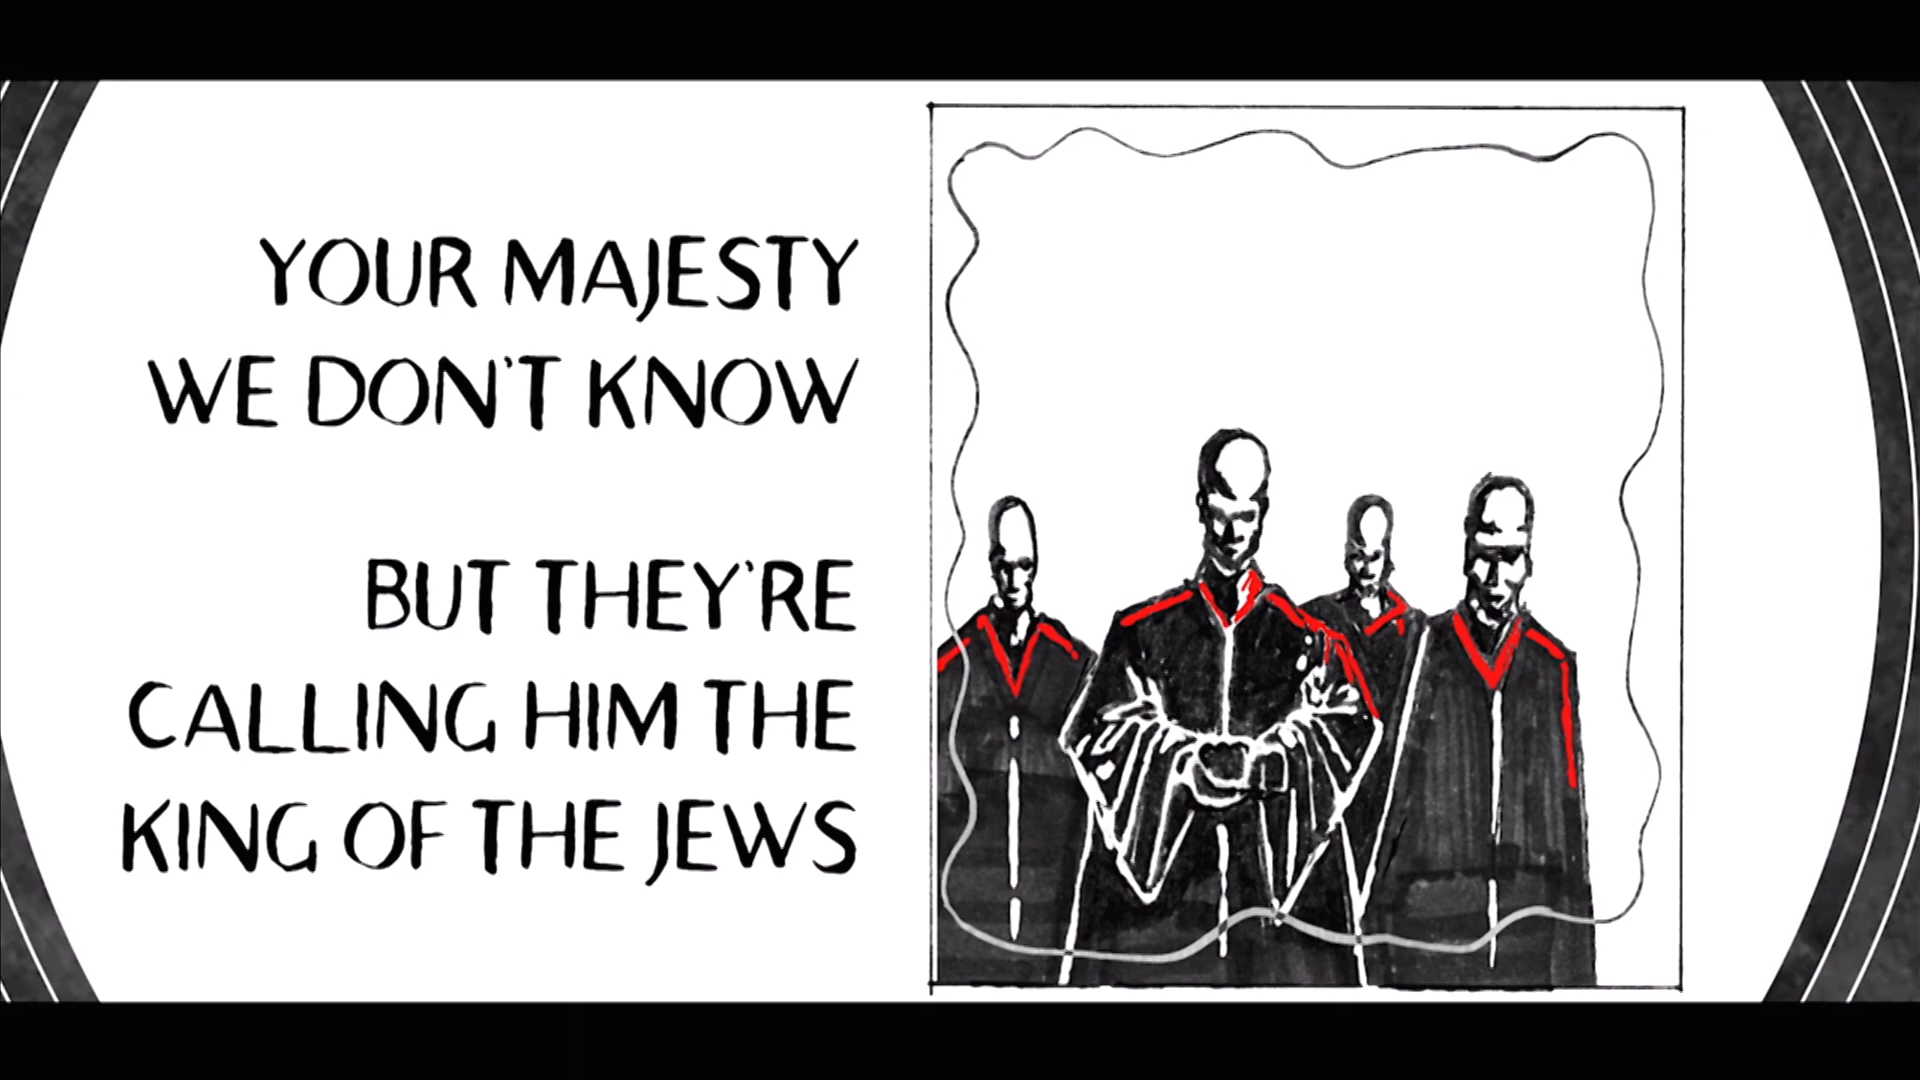 YOUR MAJESTY
WE DON'T KNOW
BUT THEY'RE
CALLING HIM THE
KING OF THE JEWS